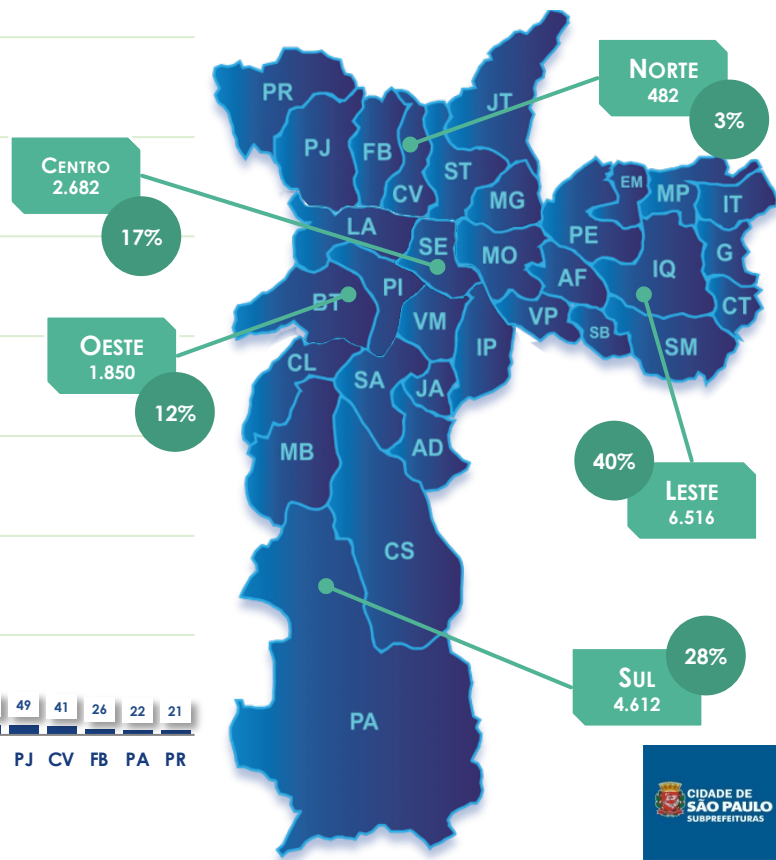 NORTE
482
3%
CENTRO
2.682
17%
OESTE
1.850
12%
40%
LESTE
6.516
28%
SUL
4.612
PR
JT
PJ
FB
ST
CV
MG
EM
MP
IT
LA
SE
MO
PE
G
IQ
AF
PI
BT
CT
VM
VP
IP
SB
SM
CL
SA
JA
MB
AD
CS
PA
49 41 26 22 21
PJ CV FB PA PR
CIDADE DE
SÃO PAULO
SUBPREFEITURAS